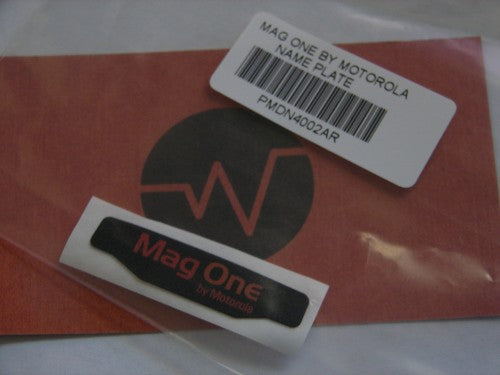 MAG ONE BY MOTOROLA
NAME PLATE
PMDN4002AR
Mag One
by Motorola